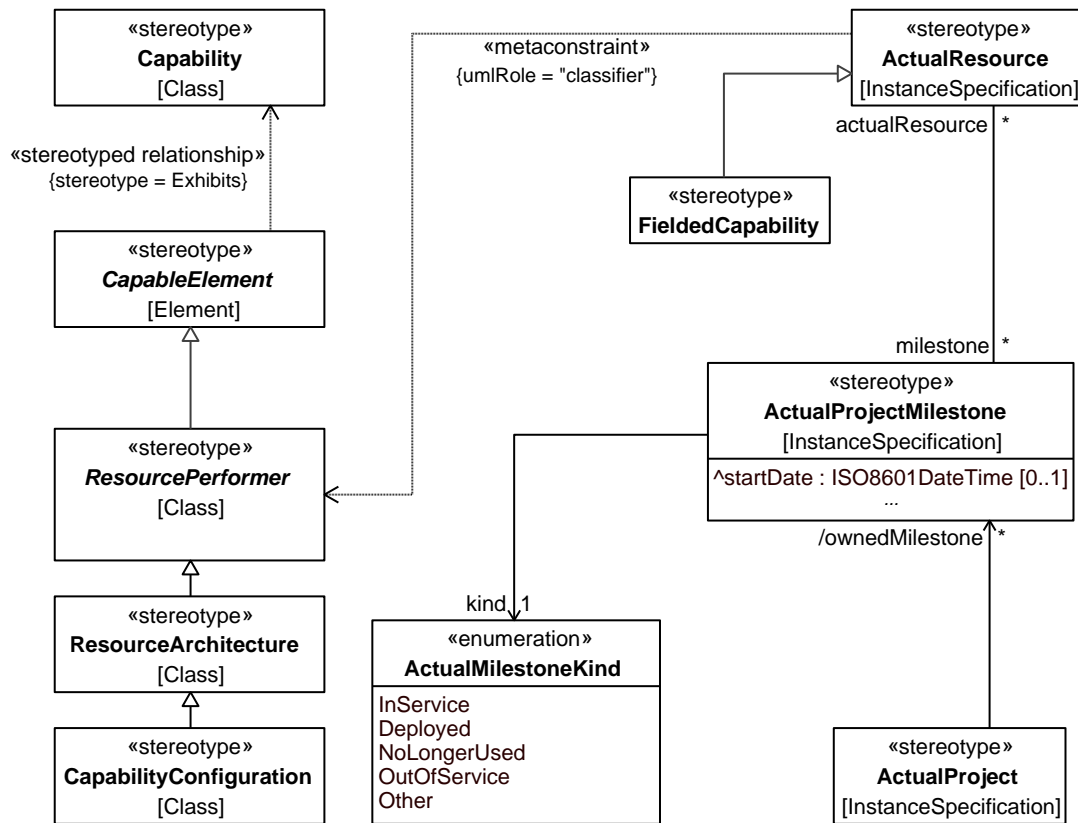 «stereotype»
Capability
[Class]
«stereotyped relationship»
{stereotype = Exhibits}
«stereotype»
CapableElement
[Element]
«stereotype»
ResourcePerformer
[Class]
«stereotype»
ResourceArchitecture
[Class]
«stereotype»
CapabilityConfiguration
[Class]
«metaconstraint»
{umlRole = "classifier"}
«stereotype»
ActualResource
[InstanceSpecification]
actualResource *
«stereotype»
FieldedCapability
milestone *
«stereotype»
ActualProjectMilestone
[InstanceSpecification]
^startDate : ISO8601DateTime [0..1]
...
/ownedMilestone *
kind 1
«enumeration»
ActualMilestoneKind
InService
Deployed
NoLongerUsed
OutOfService
Other
«stereotype»
ActualProject
[InstanceSpecification]